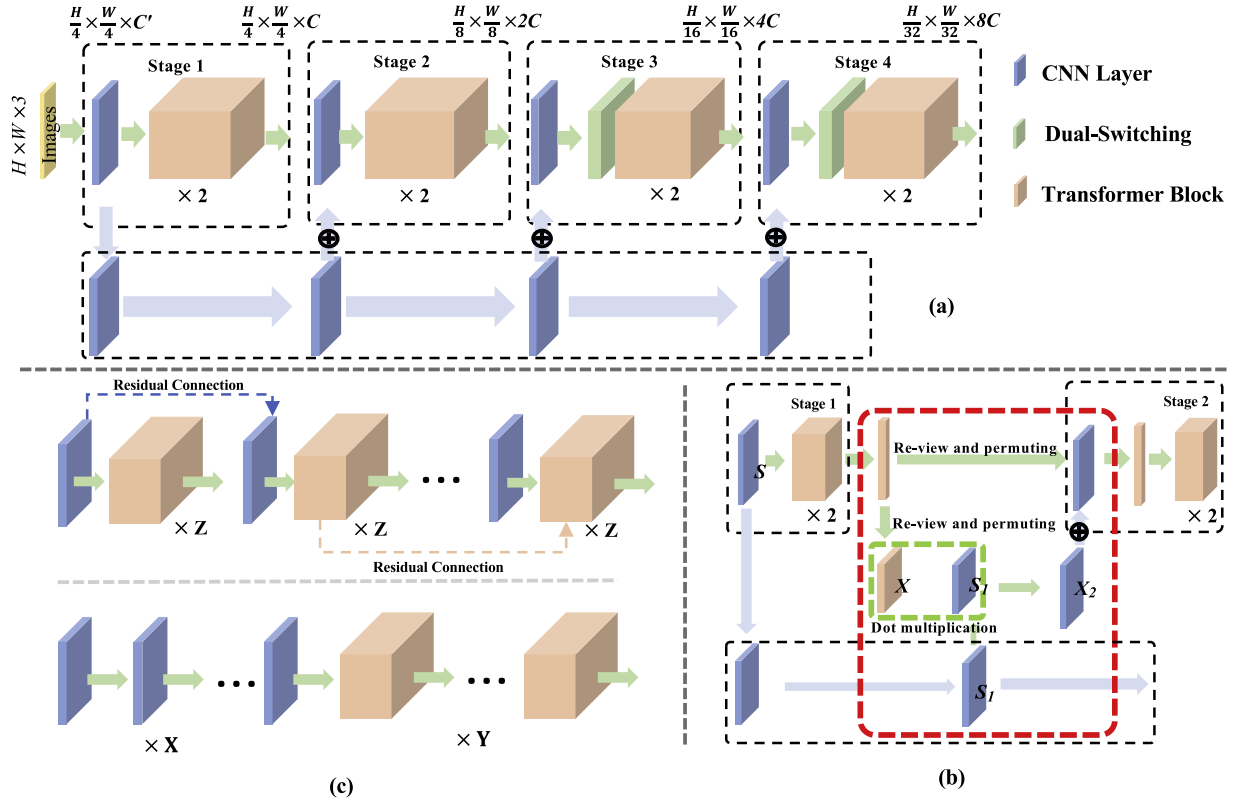 H/4 × W/4 × C′
H/4 × W/4 × C
H/8 × W/8 × 2C
H/16 × W/16 × 4C
H/32 × W/32 × 8C
Stage 1
Stage 2
Stage 3
Stage 4
H × W × 3
Images
× 2
× 2
× 2
× 2
CNN Layer
Dual-Switching
Transformer Block
(a)
Residual Connection
× Z
× Z
× Z
Residual Connection
× X
× Y
(c)
Stage 1
Stage 2
S
Re-view and permuting
× 2
× 2
Re-view and permuting
X
S₁
X₂
Dot multiplication
S₁
(b)